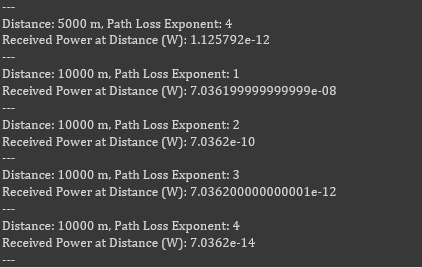 ---
Distance: 5000 m, Path Loss Exponent: 4
Received Power at Distance (W): 1.125792e-12
---
Distance: 10000 m, Path Loss Exponent: 1
Received Power at Distance (W): 7.036199999999999e-08
---
Distance: 10000 m, Path Loss Exponent: 2
Received Power at Distance (W): 7.0362e-10
---
Distance: 10000 m, Path Loss Exponent: 3
Received Power at Distance (W): 7.036200000000001e-12
---
Distance: 10000 m, Path Loss Exponent: 4
Received Power at Distance (W): 7.0362e-14
---